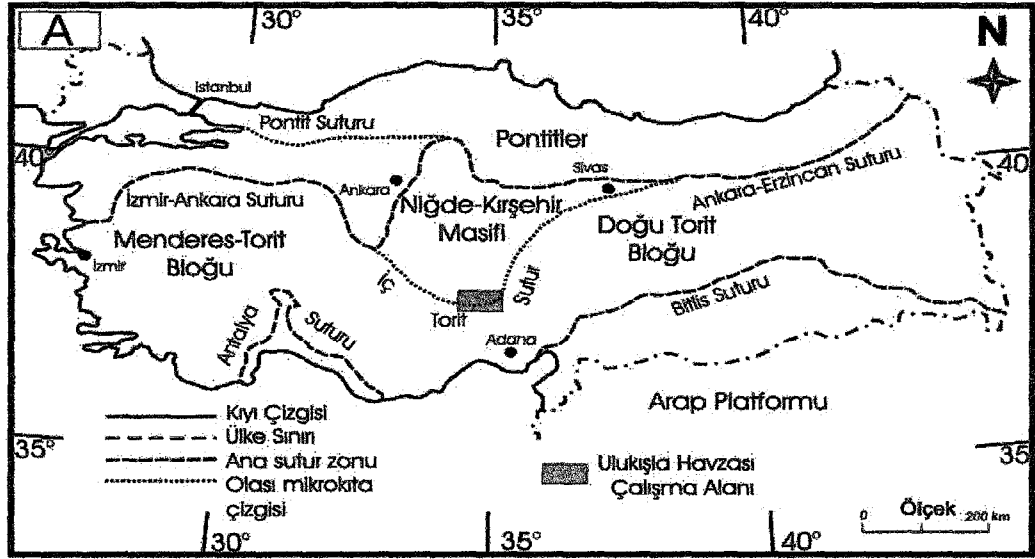 A
30°
35°
40°
N
İstanbul
Pontit Suturu
Pontitler
40°
40
Ankara
Sivas
Ankara-Erzincan Suturu
İzmir-Ankara Suturu
Niğde-Kırşehir
Masifi
Doğu Torit
Bloğu
Menderes-Torit
Bloğu
İzmir
İç
Sutur
Torit
Bitlis Suturu
Antalya
Suturu
Adana
Arap Platformu
Kıyı Çizgisi
Ülke Sınırı
Ana sutur zonu
Olası mikrokıta
çizgisi
35°
35
Ulukışla Havzası
Çalışma Alanı
Ölçek
0
200 km
30°
35°
40°